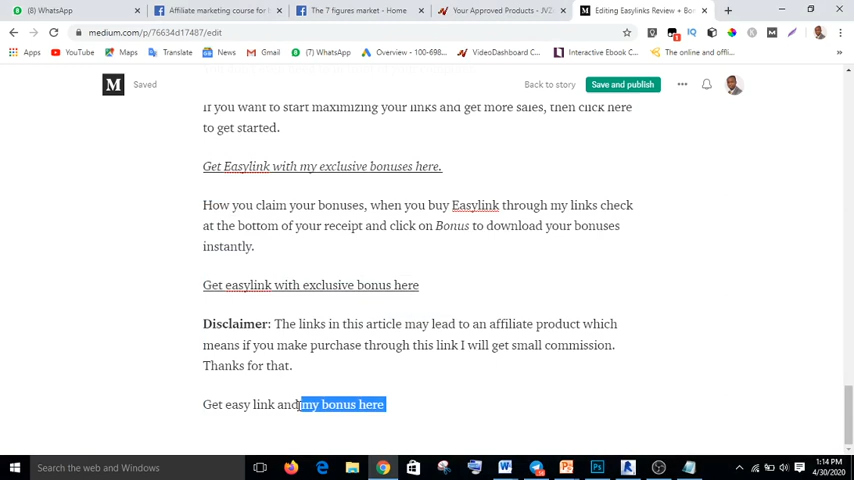 (8) WhatsApp
Affiliate marketing course for
The 7 figures market - Home
Your Approved Products - JVZ
Editing Easylinks Review + Bo
medium.com/p/76634d17487/edit
Apps
YouTube
Maps
Translate
News
Gmail
(7) WhatsApp
Overview – 100-698...
VideoDashboard C...
Interactive Ebook C...
The online and offli...
M
Saved
Back to story
Save and publish
If you want to start maximizing your links and get more sales, then click here
to get started.
Get Easylink with my exclusive bonuses here.
How you claim your bonuses, when you buy Easylink through my links check
at the bottom of your receipt and click on Bonus to download your bonuses
instantly.
Get easylink with exclusive bonus here
Disclaimer: The links in this article may lead to an affiliate product which
means if you make purchase through this link I will get small commission.
Thanks for that.
Get easy link and my bonus here
Search the web and Windows
1:14 PM
4/30/2020